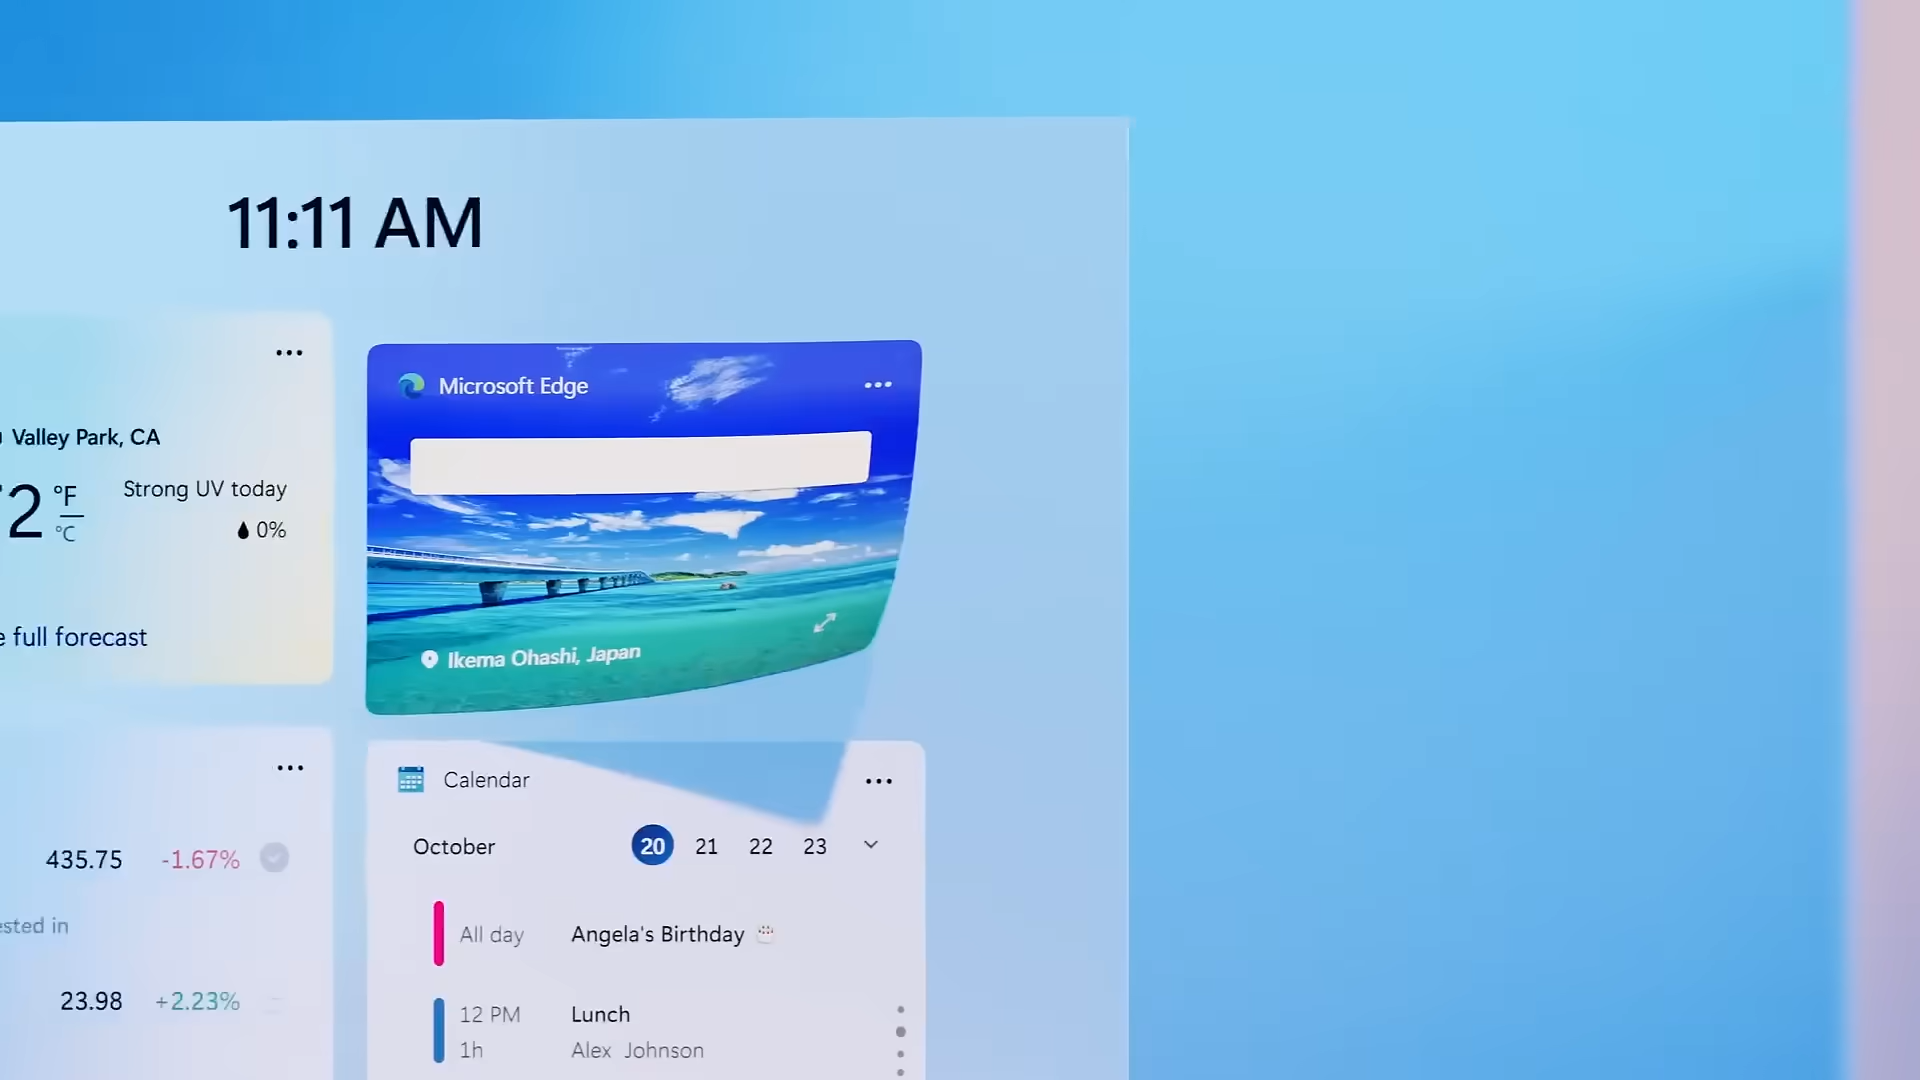 11:11 AM
Valley Park, CA
2 °F
°C
Strong UV today
0%
full forecast
Microsoft Edge
Ikema Ohashi, Japan
435.75 -1.67%
in
23.98 +2.23%
Calendar
October 20 21 22 23
All day Angela's Birthday
12 PM Lunch
1h Alex Johnson